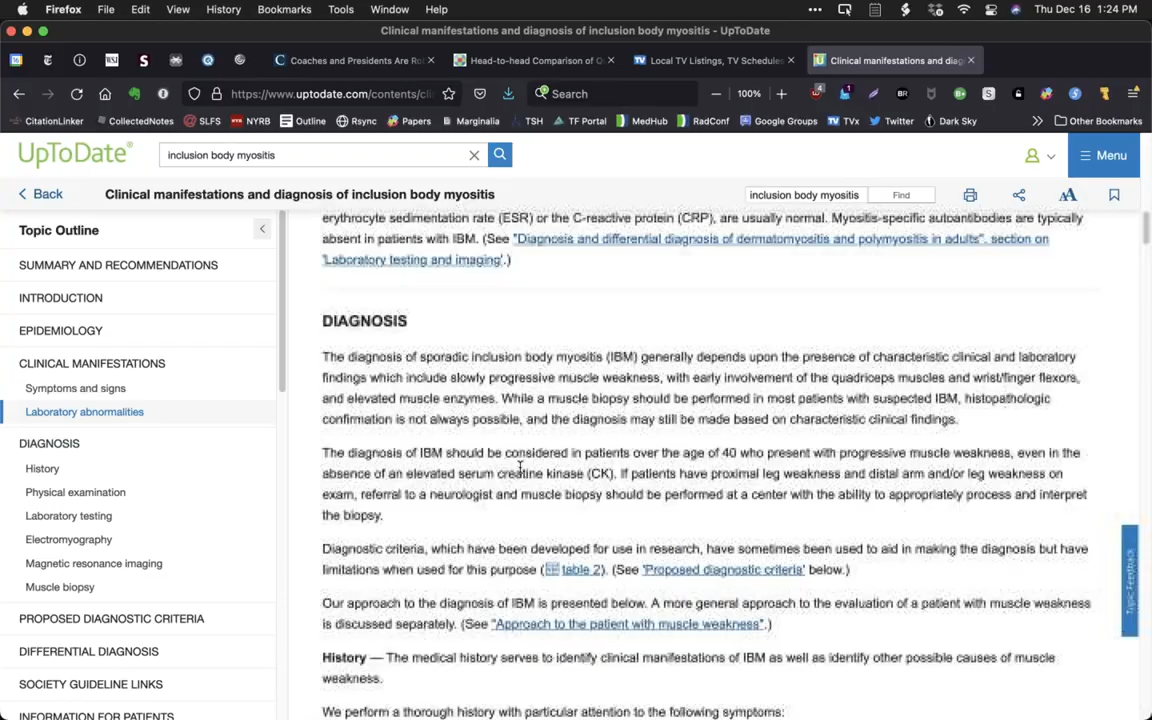 Firefox File Edit View History Bookmarks Tools Window Help Thu Dec 16 1:24 PM
Clinical manifestations and diagnosis of inclusion body myositis - UpToDate
Coaches and Presidents Are Ro Head-to-head Comparison of Local TV Listings, TV Schedules Clinical manifestations and diag
https://www.uptodate.com/contents/cli Search 100%
CitationLinker CollectedNotes SLFS NYRB Outline Rsync Papers Marginalia TSH TF Portal MedHub RadConf Google Groups TVx Twitter Dark Sky Other Bookmarks
UpToDate® inclusion body myositis Menu
Back Clinical manifestations and diagnosis of inclusion body myositis inclusion body myositis Find
Topic Outline
SUMMARY AND RECOMMENDATIONS
INTRODUCTION
EPIDEMIOLOGY
CLINICAL MANIFESTATIONS
Symptoms and signs
Laboratory abnormalities
DIAGNOSIS
History
Physical examination
Laboratory testing
Electromyography
Magnetic resonance imaging
Muscle biopsy
PROPOSED DIAGNOSTIC CRITERIA
DIFFERENTIAL DIAGNOSIS
SOCIETY GUIDELINE LINKS
INFORMATION FOR PATIENTS
erythrocyte sedimentation rate (ESR) or the C-reactive protein (CRP), are usually normal. Myositis-specific autoantibodies are typically
absent in patients with IBM. (See "Diagnosis and differential diagnosis of dermatomyositis and polymyositis in adults", section on
'Laboratory testing and imaging'.)
DIAGNOSIS
The diagnosis of sporadic inclusion body myositis (IBM) generally depends upon the presence of characteristic clinical and laboratory
findings which include slowly progressive muscle weakness, with early involvement of the quadriceps muscles and wrist/finger flexors,
and elevated muscle enzymes. While a muscle biopsy should be performed in most patients with suspected IBM, histopathologic
confirmation is not always possible, and the diagnosis may still be made based on characteristic clinical findings.
The diagnosis of IBM should be considered in patients over the age of 40 who present with progressive muscle weakness, even in the
absence of an elevated serum creatine kinase (CK). If patients have proximal leg weakness and distal arm and/or leg weakness on
exam, referral to a neurologist and muscle biopsy should be performed at a center with the ability to appropriately process and interpret
the biopsy.
Diagnostic criteria, which have been developed for use in research, have sometimes been used to aid in making the diagnosis but have
limitations when used for this purpose (table 2). (See 'Proposed diagnostic criteria' below.)
Our approach to the diagnosis of IBM is presented below. A more general approach to the evaluation of a patient with muscle weakness
is discussed separately. (See "Approach to the patient with muscle weakness".)
History — The medical history serves to identify clinical manifestations of IBM as well as identify other possible causes of muscle
weakness.
We perform a thorough history with particular attention to the following symptoms:
Topic Feedback